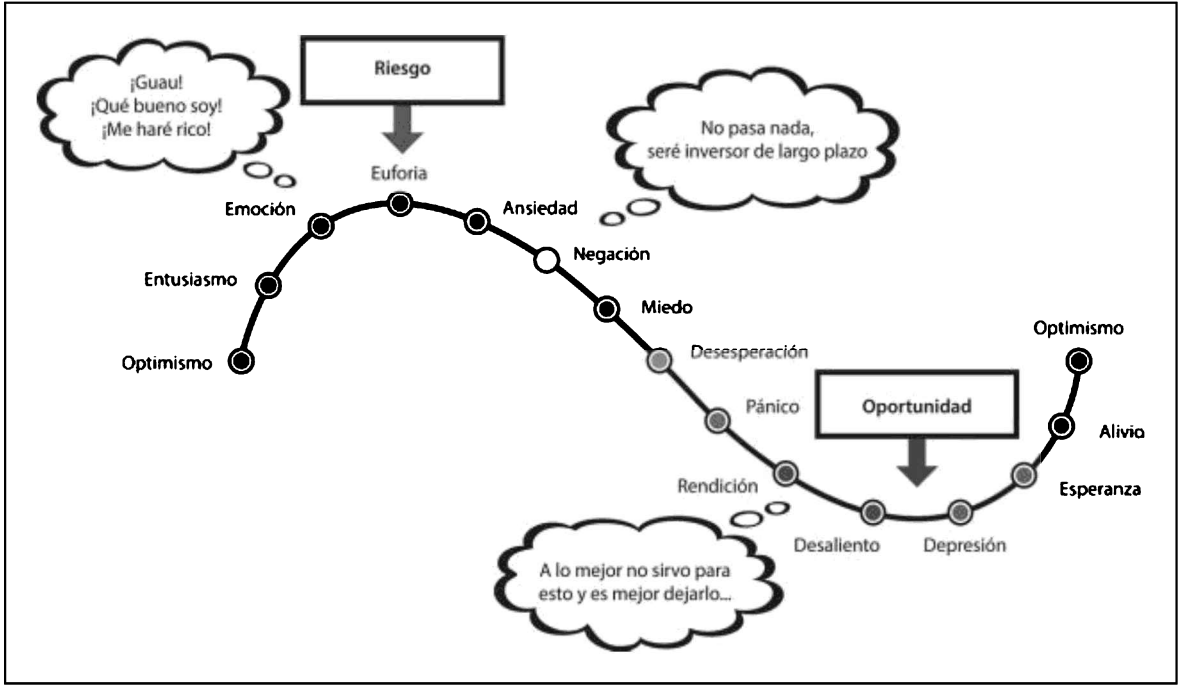 ¡Guau!
¡Qué bueno soy!
¡Me haré rico!
Riesgo
No pasa nada,
seré inversor de largo plazo
Euforia
Emoción
Ansiedad
Entusiasmo
Negación
Optimismo
Miedo
Desesperación
Pánico
Rendición
Oportunidad
Optimismo
Alivio
Esperanza
Desaliento
Depresión
A lo mejor no sirvo para
esto y es mejor dejarlo...